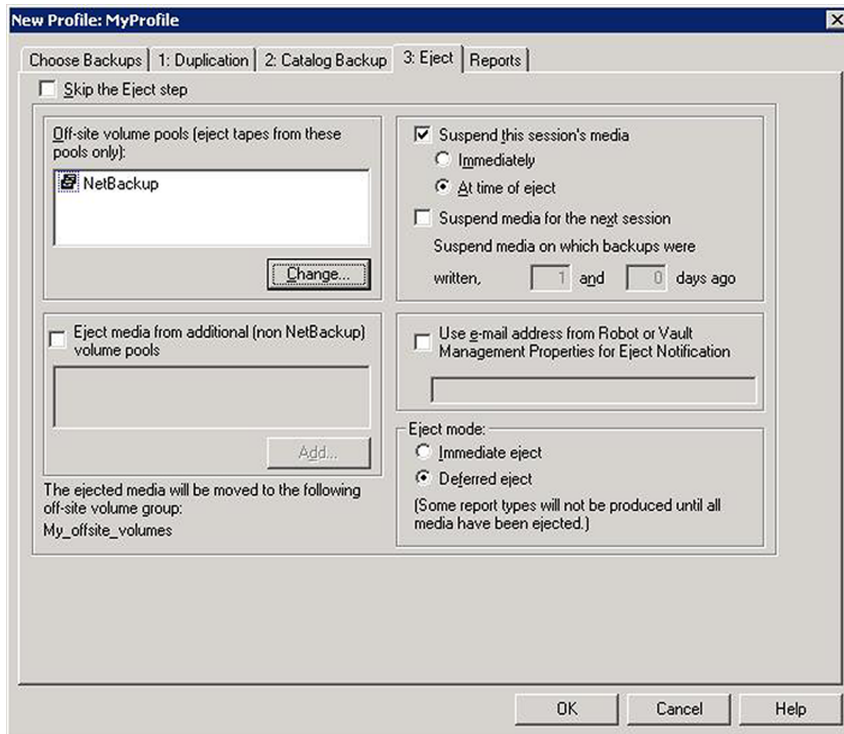 New Profile: MyProfile
Choose Backups
1: Duplication
2: Catalog Backup
3: Eject
Reports
Skip the Eject step
Off-site volume pools (eject tapes from these
pools only):
NetBackup
Change...
Eject media from additional (non NetBackup)
volume pools
Add...
The ejected media will be moved to the following
off-site volume group:
My_offsite_volumes
Suspend this session's media
Immediately
At time of eject
Suspend media for the next session
Suspend media on which backups were
written, 1 and 0 days ago
Use e-mail address from Robot or Vault
Management Properties for Eject Notification
Eject mode:
Immediate eject
Deferred eject
(Some report types will not be produced until all
media have been ejected.)
OK
Cancel
Help